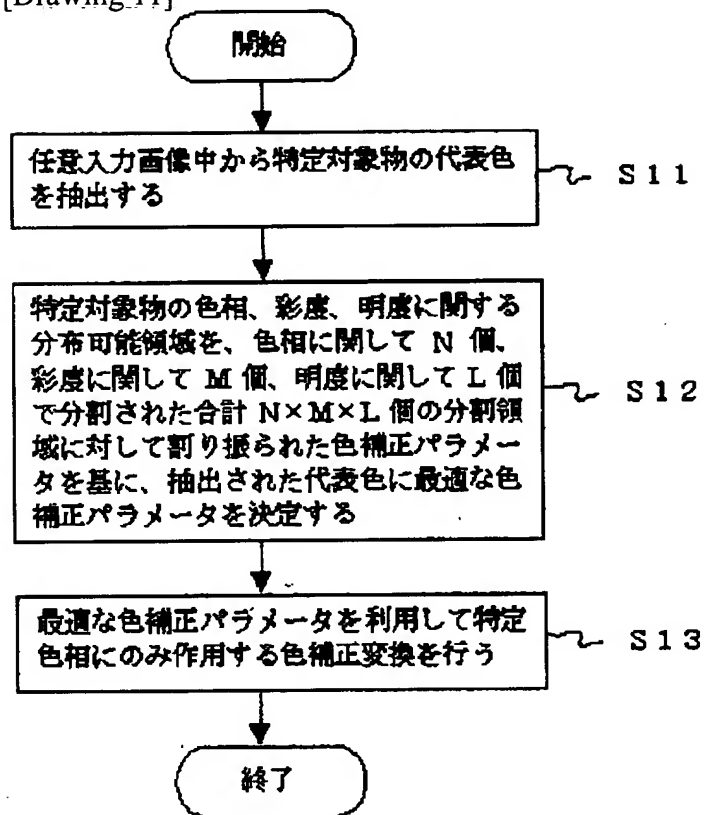 [Drawing 11]
開始
任意入力画像中から特定対象物の代表色
を抽出する
S11
特定対象物の色相、彩度、明度に関する
分布可能領域を、色相に関して N 個、
彩度に関して M 個、明度に関して L 個
で分割された合計 N×M×L 個の分割領
域に対して割り振られた色補正パラメー
タを基に、抽出された代表色に最適な色
補正パラメータを決定する
S12
最適な色補正パラメータを利用して特定
色相にのみ作用する色補正変換を行う
S13
終了